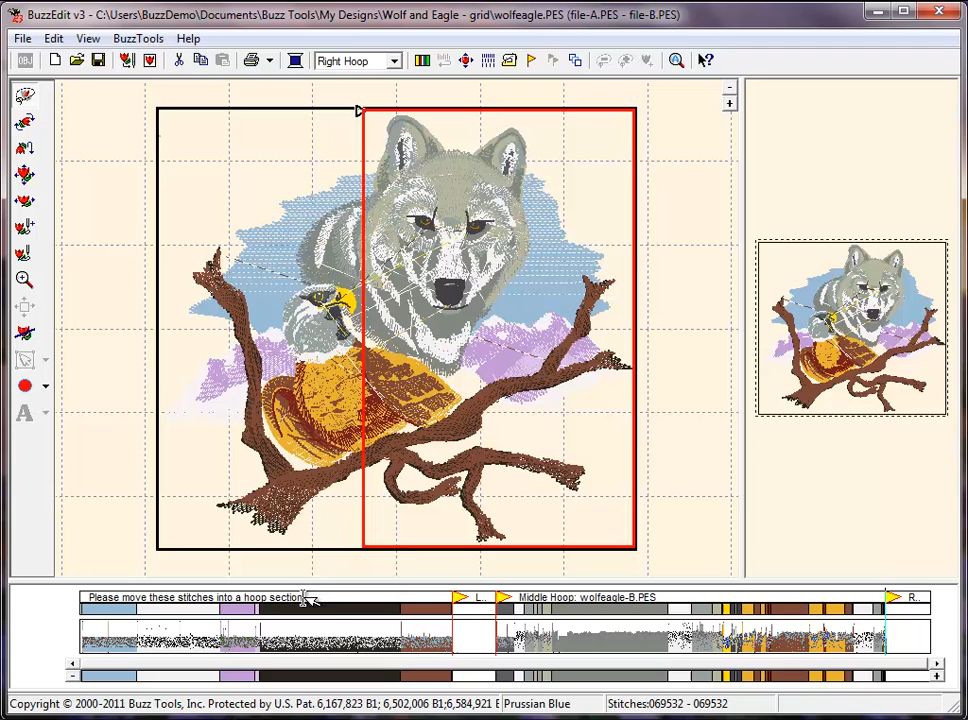 BuzzEdit v3 - C:\Users\BuzzDemo\Documents\Buzz Tools\My Designs\Wolf and Eagle - grid\wolfeagle.PES (file-A.PES - file-B.PES)
File Edit View BuzzTools Help
OBJ Right Hoop
A
Please move these stitches into a hoop section L.. Middle Hoop: wolfeagle-B.PES R..
Copyright © 2000-2011 Buzz Tools, Inc. Protected by U.S. Pat. 6,167,823 B1; 6,502,006 B1;6,584,921 E Prussian Blue Stitches:069532 - 069532